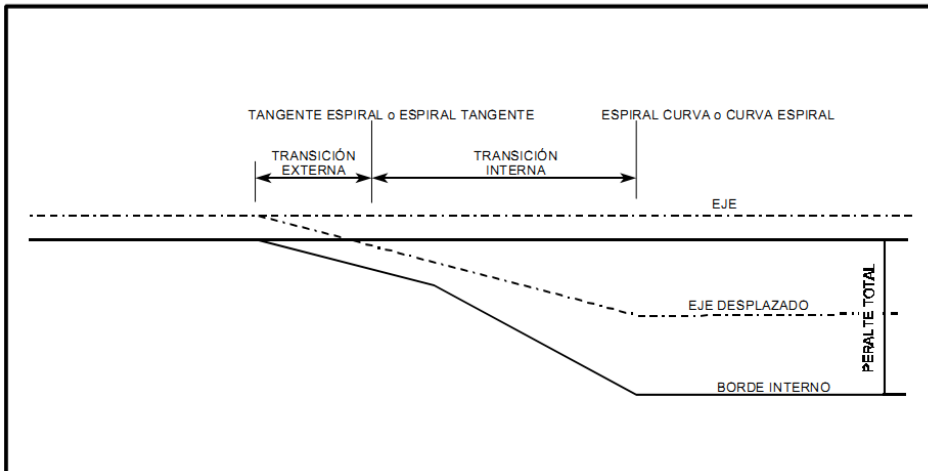 TANGENTE ESPIRAL o ESPIRAL TANGENTE
ESPIRAL CURVA o CURVA ESPIRAL
TRANSICIÓN
EXTERNA
TRANSICIÓN
INTERNA
EJE
EJE DESPLAZADO
PERALTE TOTAL
BORDE INTERNO